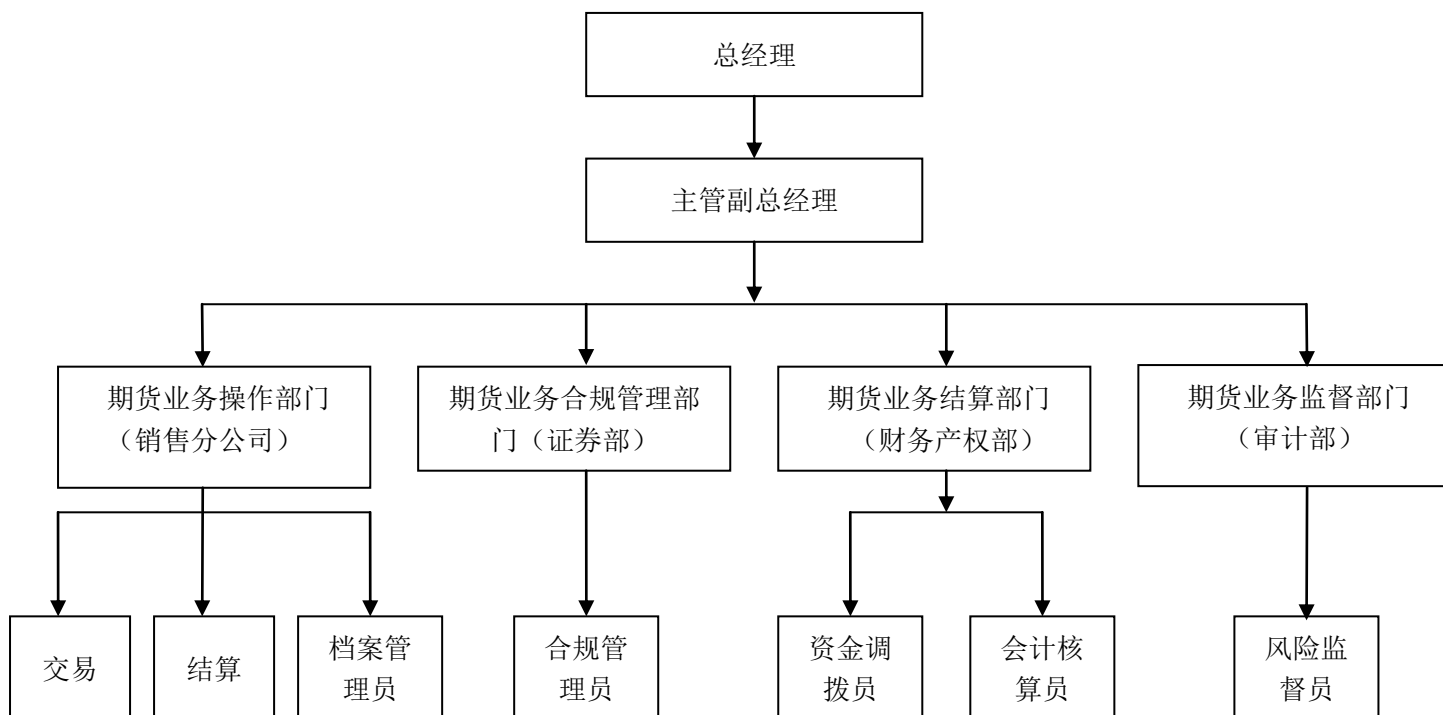 总经理
主管副总经理
期货业务操作部门
（销售分公司）
期货业务合规管理部
门（证券部）
期货业务结算部门
（财务产权部）
期货业务监督部门
（审计部）
交易
结算
档案管
理员
合规管
理员
资金调
拨员
会计核
算员
风险监
督员